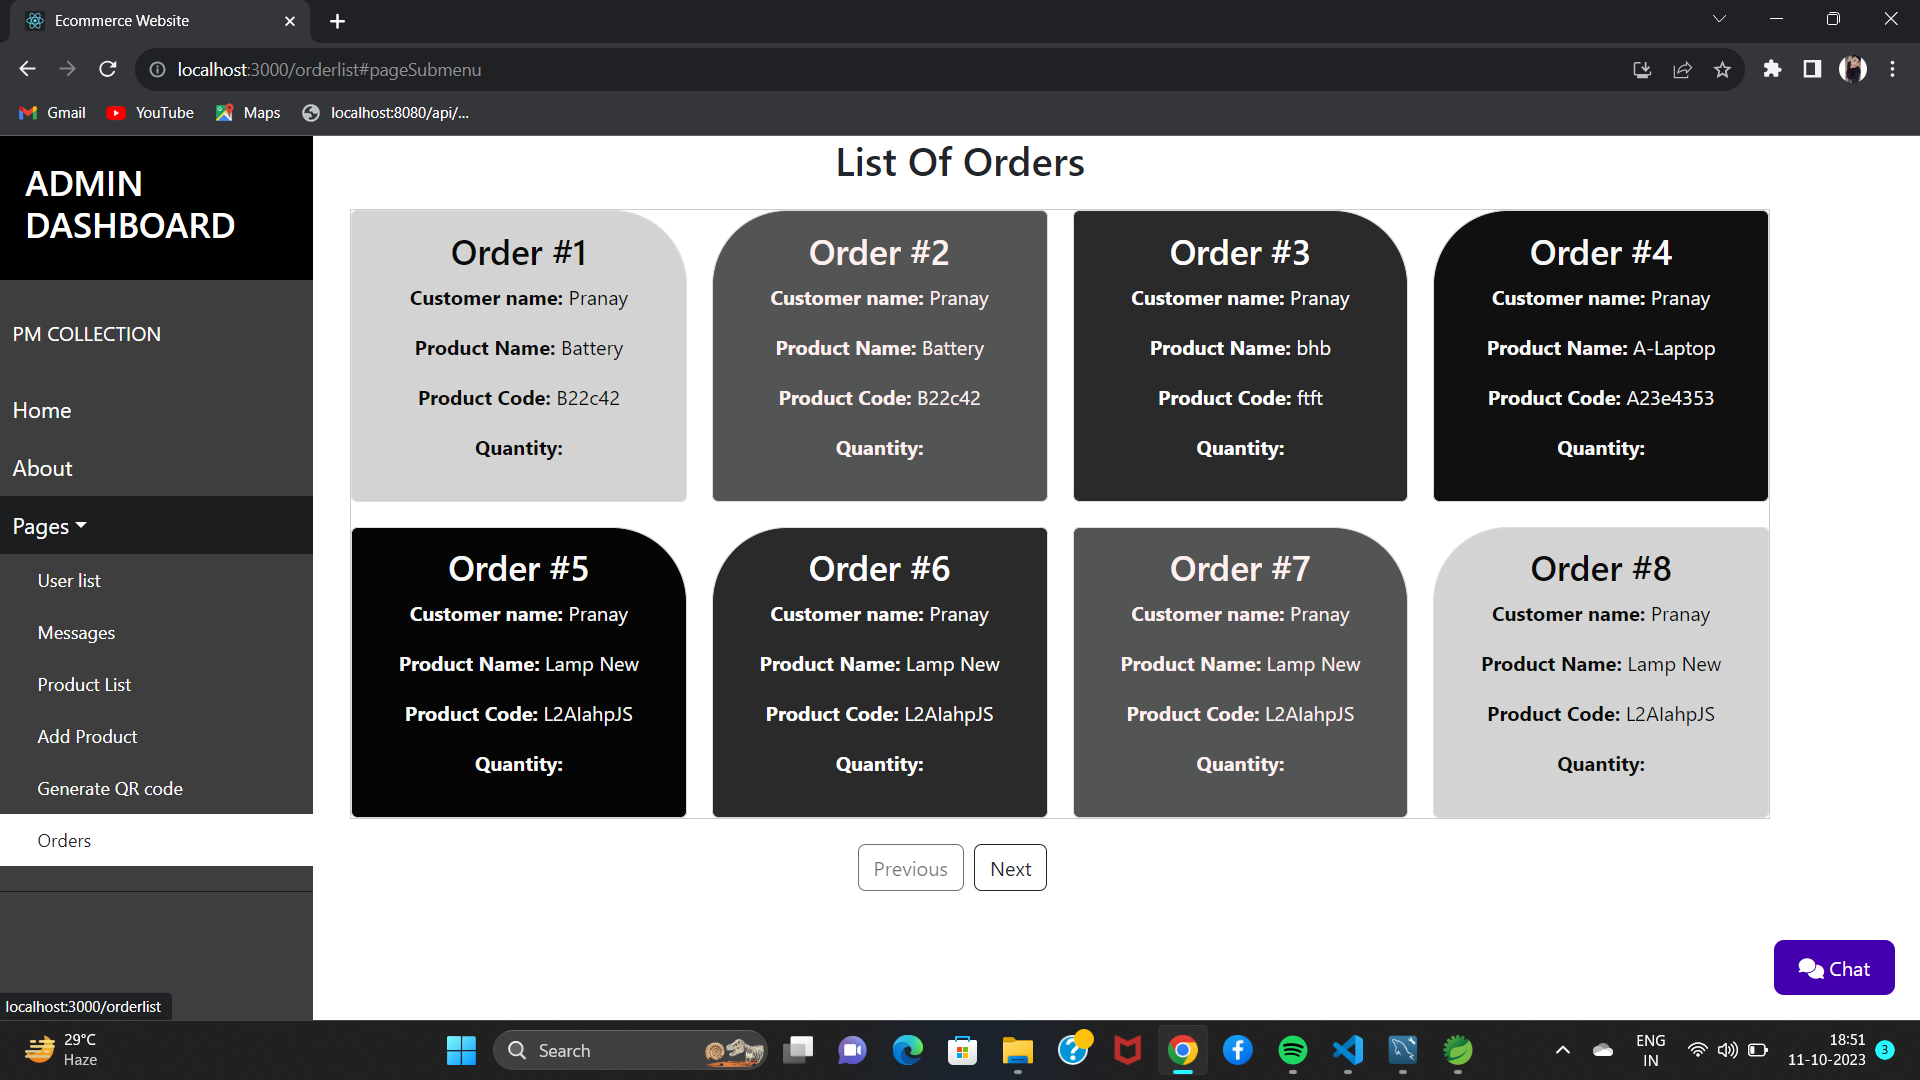 Ecommerce Website
localhost:3000/orderlist#pageSubmenu
Gmail
YouTube
Maps
localhost:8080/api/...
ADMIN
DASHBOARD
PM COLLECTION
Home
About
Pages
User list
Messages
Product List
Add Product
Generate QR code
Orders
localhost:3000/orderlist
List Of Orders
Order #1
Customer name: Pranay
Product Name: Battery
Product Code: B22c42
Quantity:
Order #2
Customer name: Pranay
Product Name: Battery
Product Code: B22c42
Quantity:
Order #3
Customer name: Pranay
Product Name: bhb
Product Code: ftft
Quantity:
Order #4
Customer name: Pranay
Product Name: A-Laptop
Product Code: A23e4353
Quantity:
Order #5
Customer name: Pranay
Product Name: Lamp New
Product Code: L2AIahpJS
Quantity:
Order #6
Customer name: Pranay
Product Name: Lamp New
Product Code: L2AIahpJS
Quantity:
Order #7
Customer name: Pranay
Product Name: Lamp New
Product Code: L2AIahpJS
Quantity:
Order #8
Customer name: Pranay
Product Name: Lamp New
Product Code: L2AIahpJS
Quantity:
Previous
Next
Chat
29°C
Haze
Search
ENG
IN
18:51
11-10-2023
3